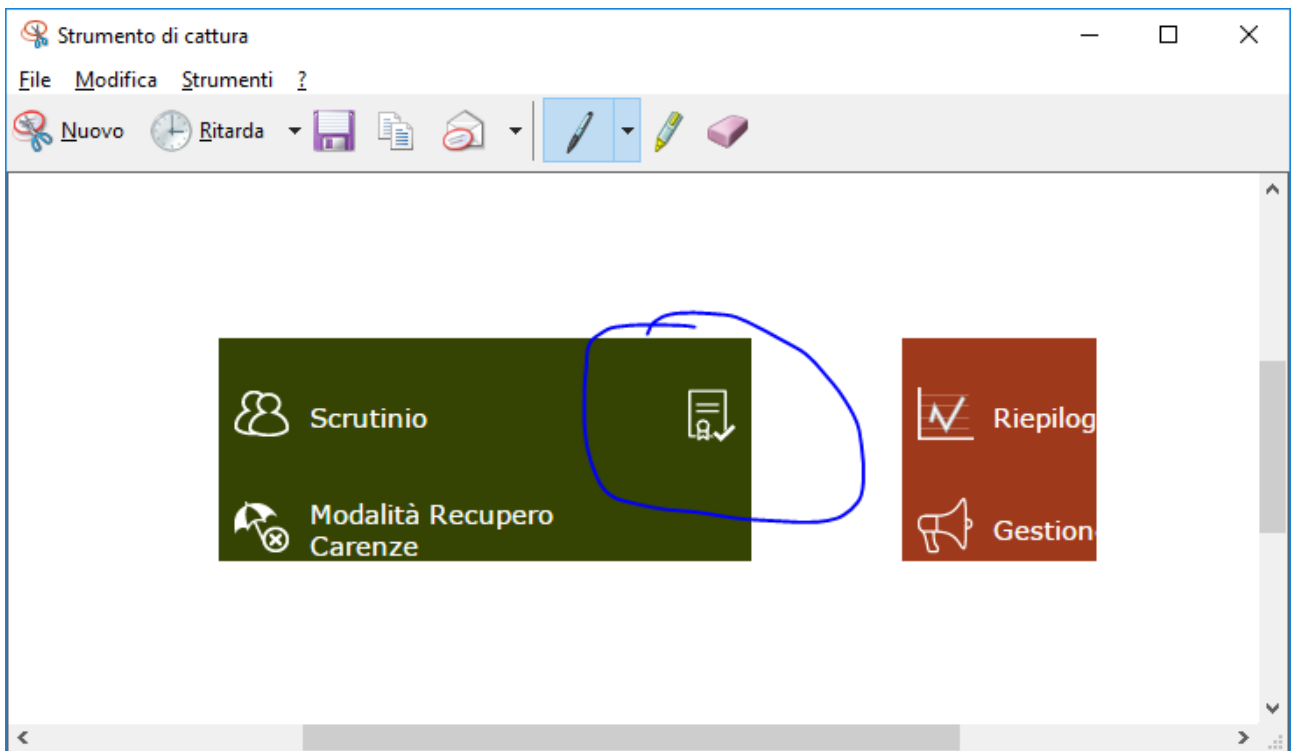 Strumento di cattura
File Modifica Strumenti ?
Nuovo Ritarda
Scrutinio
Riepilog
Modalità Recupero
Carenze
Gestion